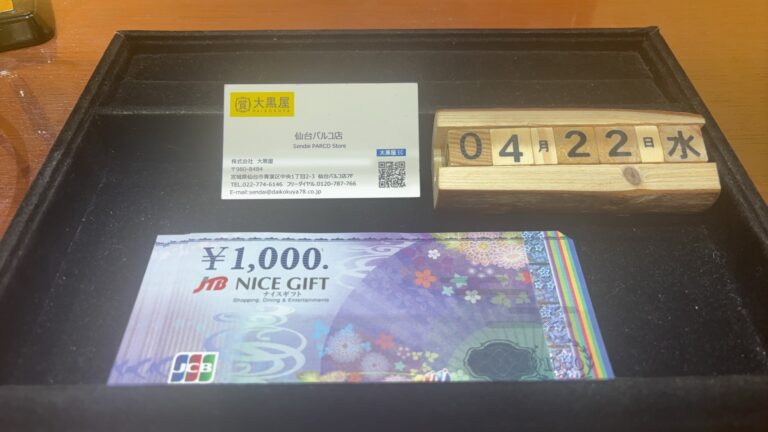 大黒屋
DAIKOKUYA
仙台パルコ店
Sendai PARCO Store
大黒屋 EC
株式会社 大黒屋
〒980-8484
宮城県仙台市青葉区中央1丁目2-3 仙台パルコ店7F
TEL.022-774-6146 フリーダイヤル.0120-787-766
E-mail:sendai@daikokuya78.co.jp
04月22日水
¥1,000.
JTB NICE GIFT
ナイスギフト
Shopping, Dining & Entertainments
JCB